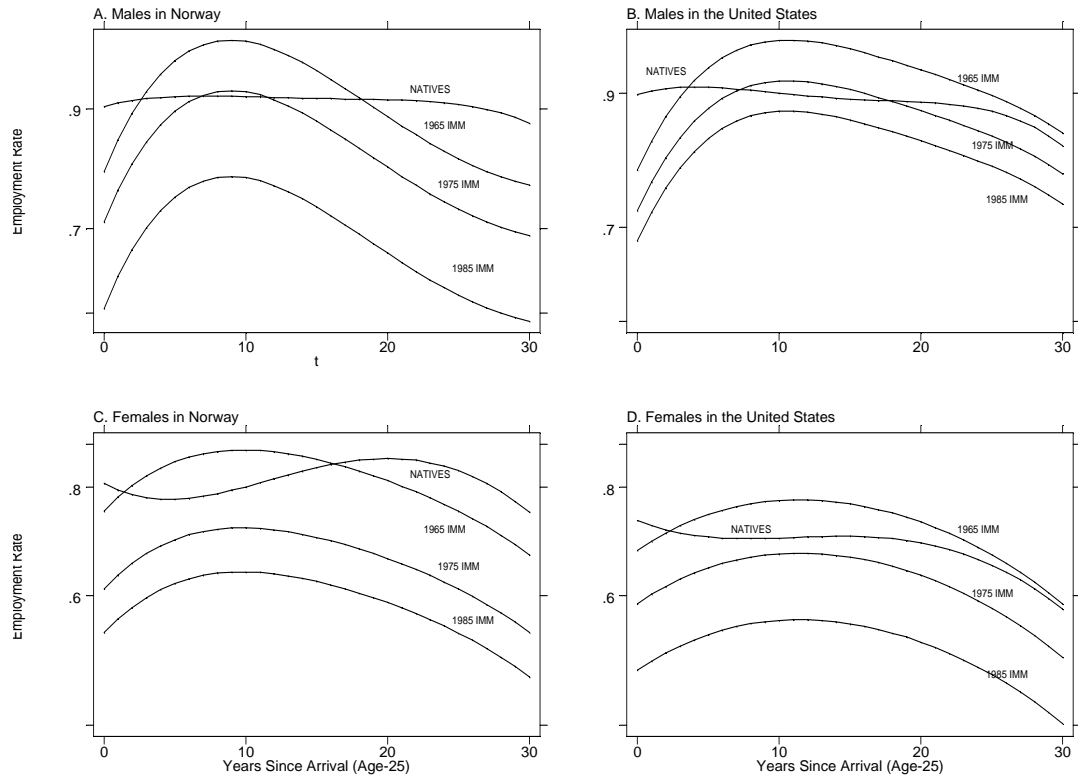 A. Males in Norway
.9
.7
Employment Rate
NATIVES
1965 IMM
1975 IMM
1985 IMM
0 10 20 30
t
B. Males in the United States
.9
.7
NATIVES
1965 IMM
1975 IMM
1985 IMM
0 10 20 30
C. Females in Norway
.8
.6
Employment Rate
NATIVES
1965 IMM
1975 IMM
1985 IMM
0 10 20 30
Years Since Arrival (Age-25)
D. Females in the United States
.8
.6
NATIVES
1965 IMM
1975 IMM
1985 IMM
0 10 20 30
Years Since Arrival (Age-25)